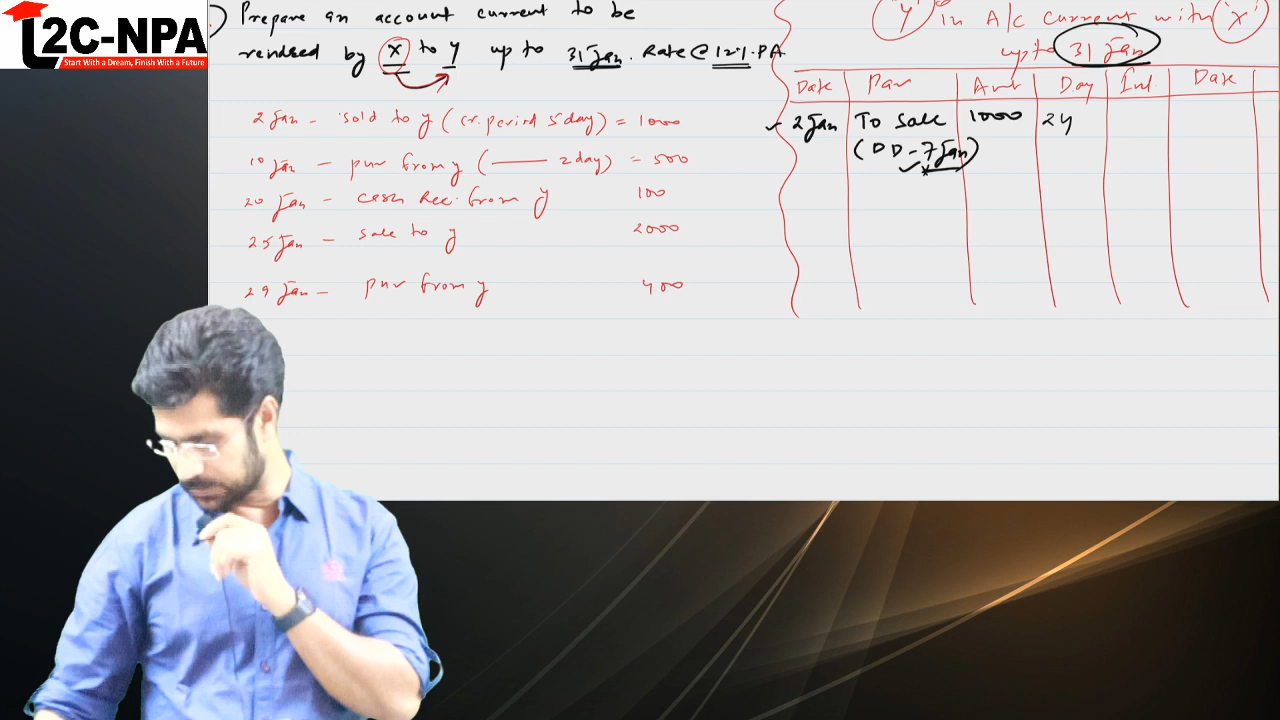 L2C-NPA
Start With a Dream, Finish With a Future
) Prepare an account current to be
rendsed by X to y up to 31 Jan. Rate @ 12% PA
2 Jan - sold to y (cr. period 5 day) = 1000
10 Jan - pur from y ( —— 2 day) = 500
20 Jan - cash Rec. from y 100
25 Jan - sale to y 2000
29 Jan - pur from y 400
'Y' in A/c current with 'X'
up to 31 Jan
Date Par Amt Day Int. Date
2 Jan To sale 1000 24
(DD - 7 Jan)